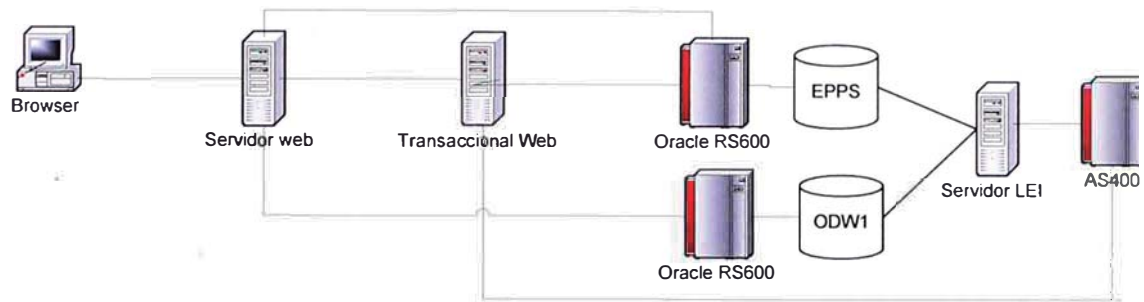 Browser
Servidor web
Transaccional Web
Oracle RS600
EPPS
Servidor LEI
AS400
Oracle RS600
ODW1